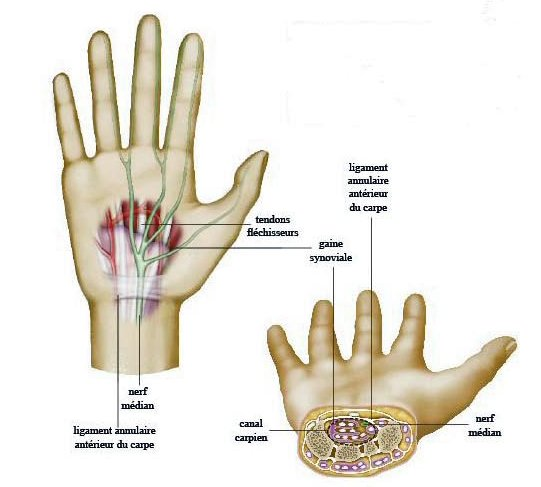 ligament
annulaire
antérieur
du carpe
tendons
fléchisseurs
gaine
synoviale
nerf
médian
ligament annulaire
antérieur du carpe
canal
carpien
nerf
médian